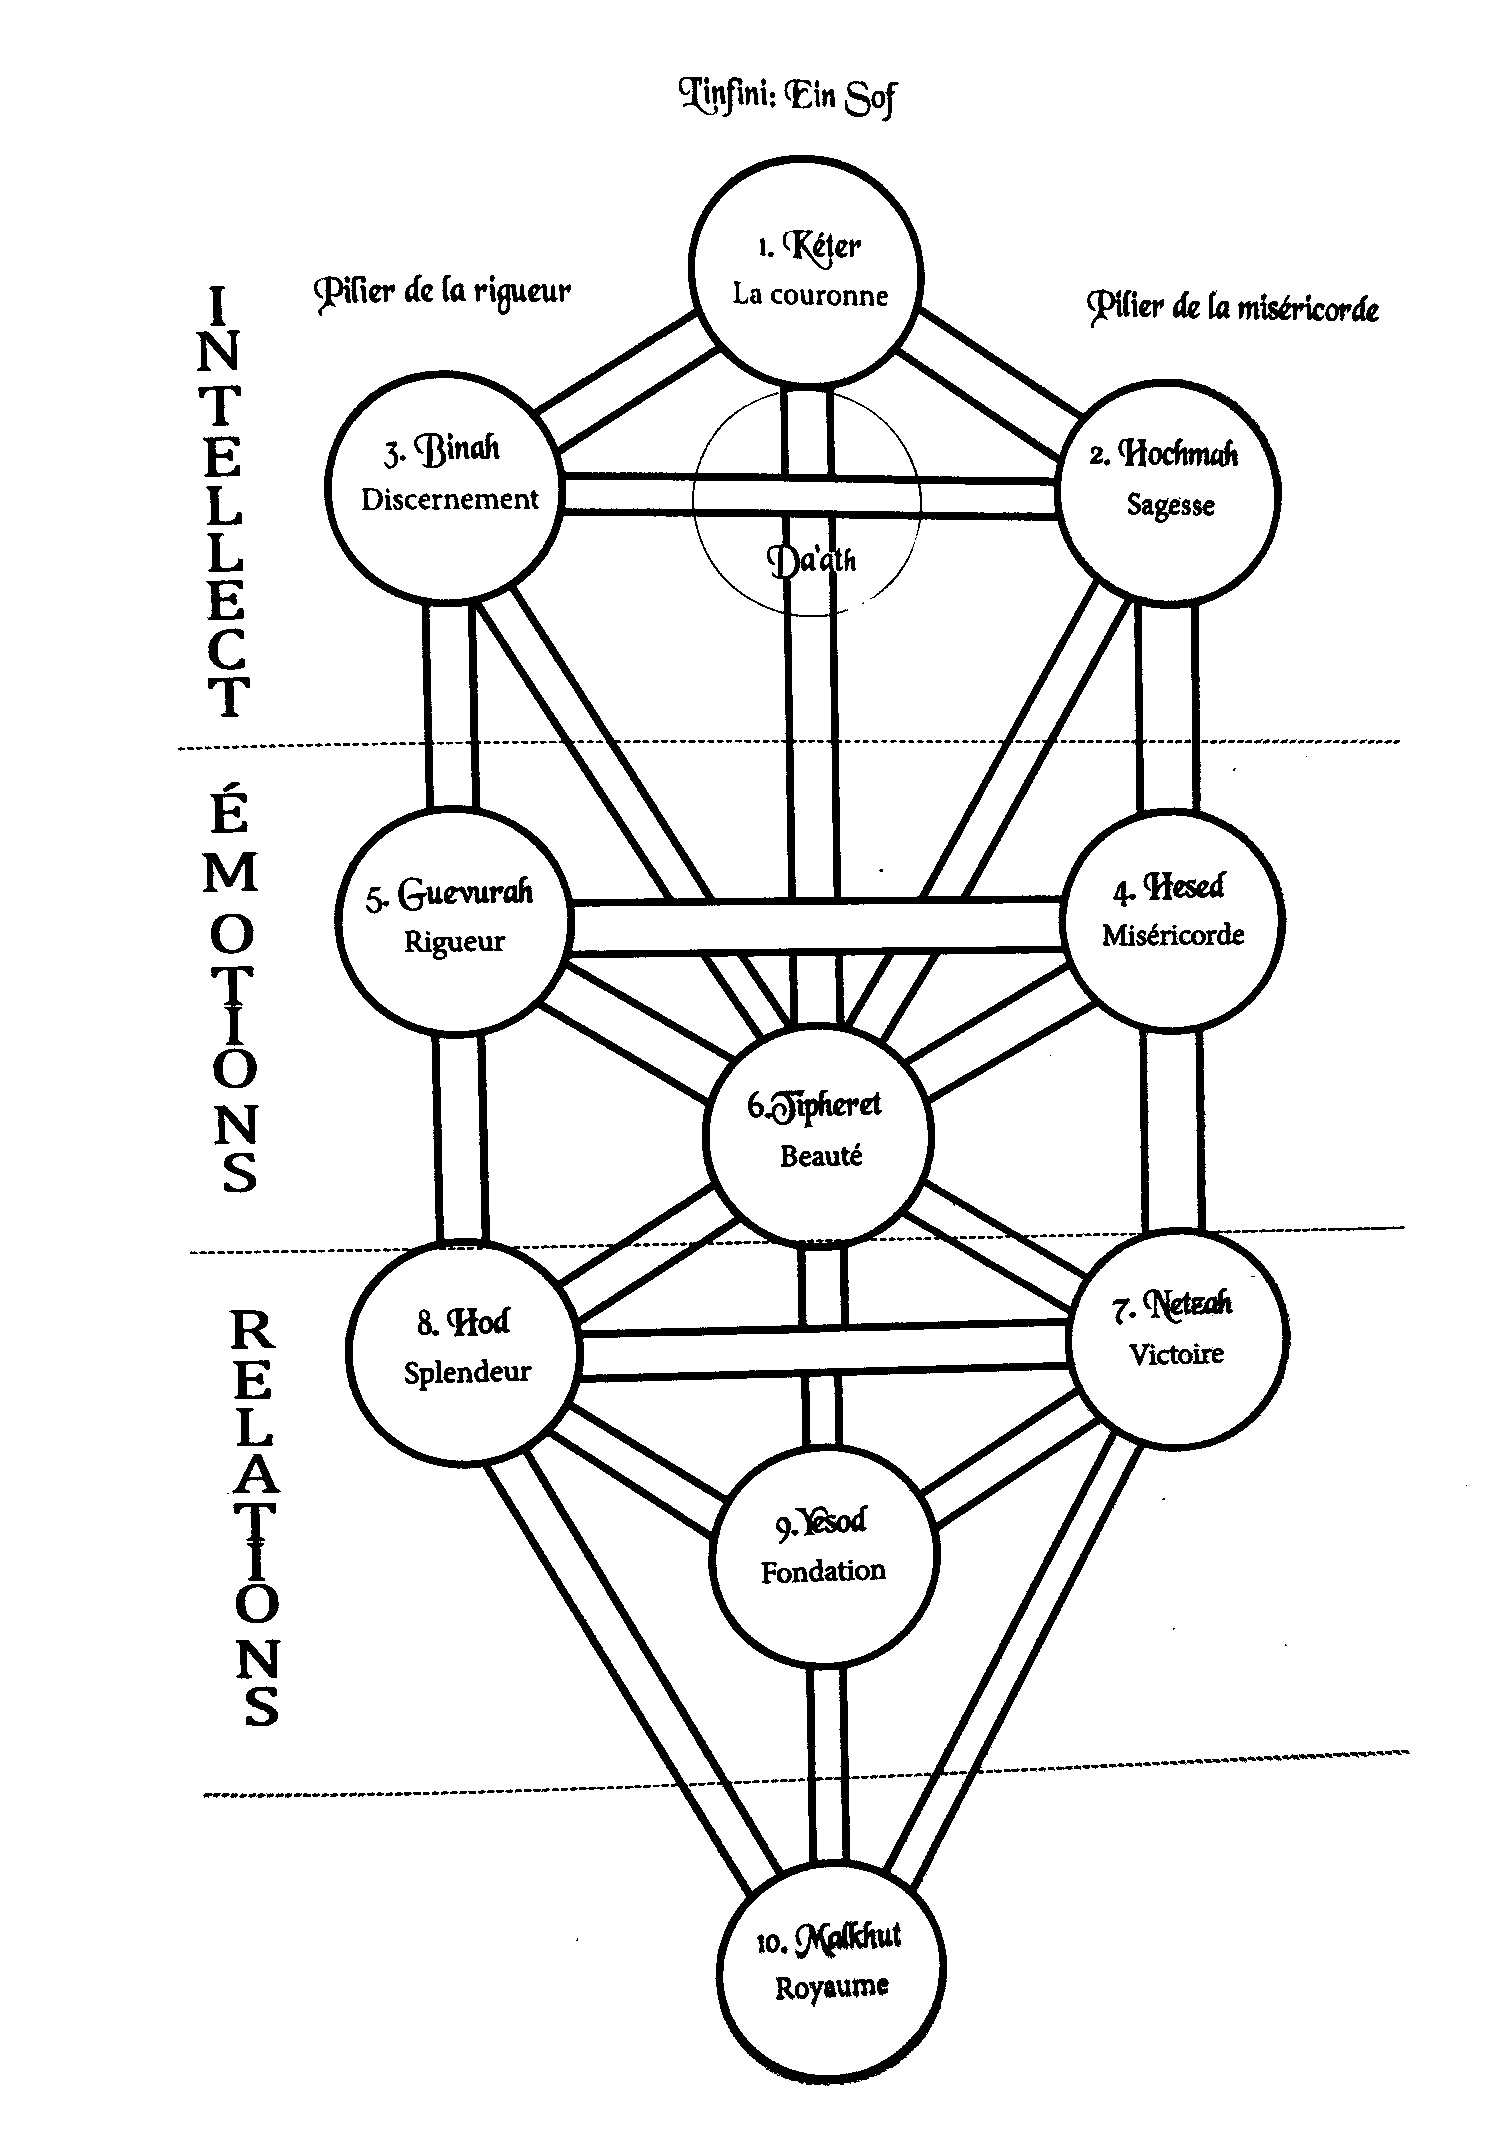 L'infini: Ein Sof
1. Kéter
La couronne
Pilier de la rigueur
Pilier de la miséricorde
INTELLECT
3. Binah
Discernement
2. Hochmah
Sagesse
Da'ath
ÉMOTIONS
5. Guevurah
Rigueur
4. Hesed
Miséricorde
6. Tipheret
Beauté
RELATIONS
8. Hod
Splendeur
7. Netzah
Victoire
9. Yesod
Fondation
10. Malkhut
Royaume